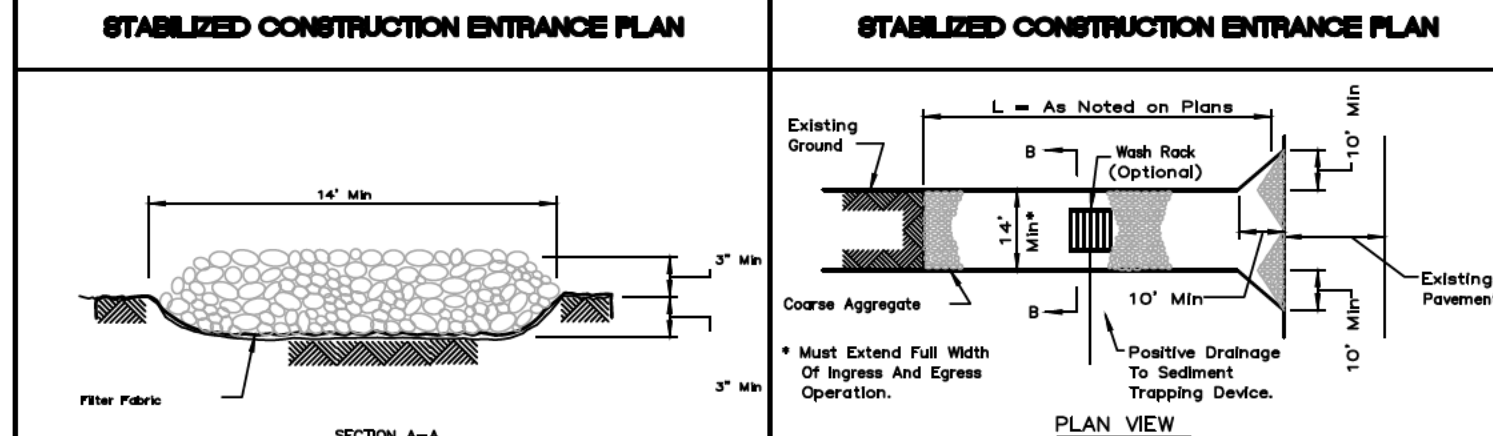 STABILIZED CONSTRUCTION ENTRANCE PLAN
14' Min
3" Min
3" Min
Filter Fabric
SECTION A-A
STABILIZED CONSTRUCTION ENTRANCE PLAN
L = As Noted on Plans
10' Min
Existing
Ground
B
Wash Rack
(Optional)
14'
Min*
Coarse Aggregate
10' Min
B
Existing
Pavement
10' Min
* Must Extend Full Width
Of Ingress And Egress
Operation.
Positive Drainage
To Sediment
Trapping Device.
PLAN VIEW